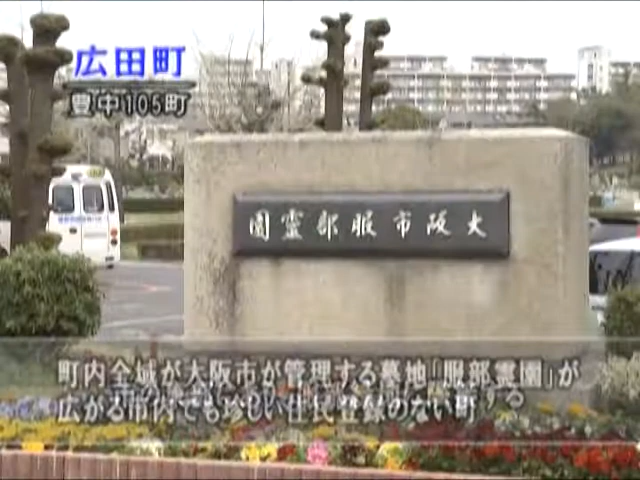 広田町
豊中105町
園霊部服市阪大
町内全域が大阪市が管理する墓地「服部霊園」が
広がる市内でも珍しい住民登録のない町